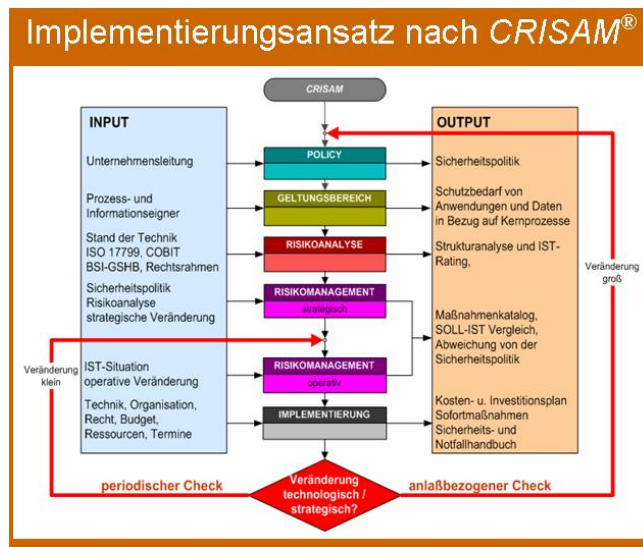 Implementierungsansatz nach CRISAM®
CRISAM
INPUT
Unternehmensleitung
Prozess- und
Informationseigner
Stand der Technik
ISO 17799, COBIT
BSI-GSHB, Rechtsrahmen
Sicherheitspolitik
Risikoanalyse
strategische Veränderung
IST-Situation
operative Veränderung
Technik, Organisation,
Recht, Budget,
Ressourcen, Termine
POLICY
GELTUNGSBEREICH
RISIKOANALYSE
RISIKOMANAGEMENT
strategisch
RISIKOMANAGEMENT
operativ
IMPLEMENTIERUNG
OUTPUT
Sicherheitspolitik
Schutzbedarf von
Anwendungen und Daten
in Bezug auf Kernprozesse
Strukturanalyse und IST-
Rating,
Maßnahmenkatalog,
SOLL-IST Vergleich,
Abweichung von der
Sicherheitspolitik
Kosten- u. Investitionsplan
Sofortmaßnahmen
Sicherheits- und
Notfallhandbuch
Veränderung
groß
Veränderung
klein
periodischer Check
Veränderung
technologisch /
strategisch?
anlaßbezogener Check